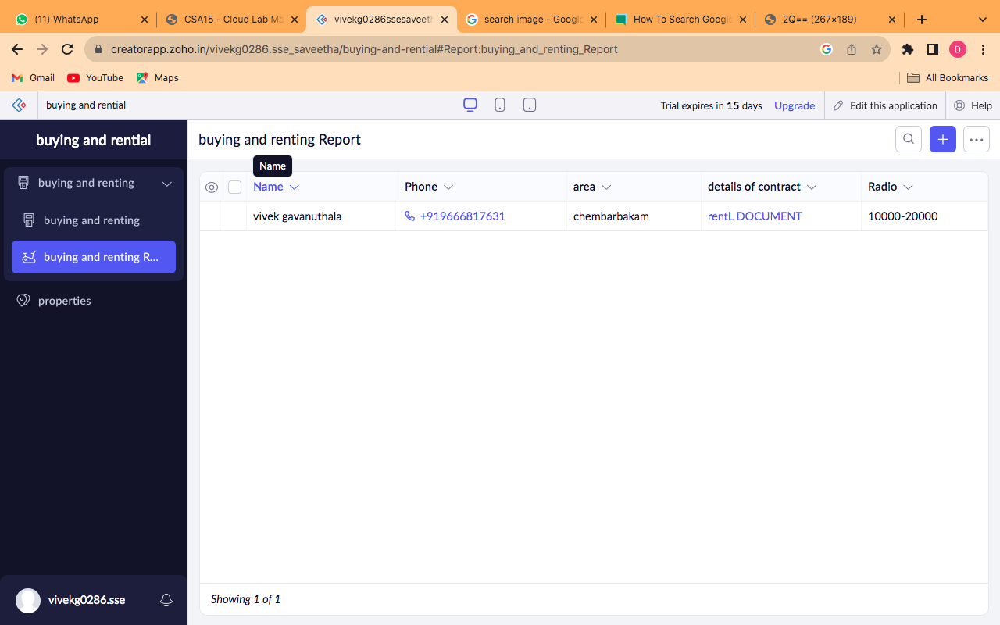 (11) WhatsApp
CSA15 - Cloud Lab Ma
vivekg0286ssesaveeth
search image - Google
How To Search Google
2Q== (267×189)
creatorapp.zoho.in/vivekg0286.sse_saveetha/buying-and-rential#Report:buying_and_renting_Report
D
Gmail
YouTube
Maps
All Bookmarks
buying and rential
Trial expires in 15 days
Upgrade
Edit this application
Help
buying and rential
buying and renting
buying and renting
buying and renting R...
properties
vivekg0286.sse
buying and renting Report
Name
Name
Phone
area
details of contract
Radio
vivek gavanuthala
+919666817631
chembarbakam
rentL DOCUMENT
10000-20000
Showing 1 of 1